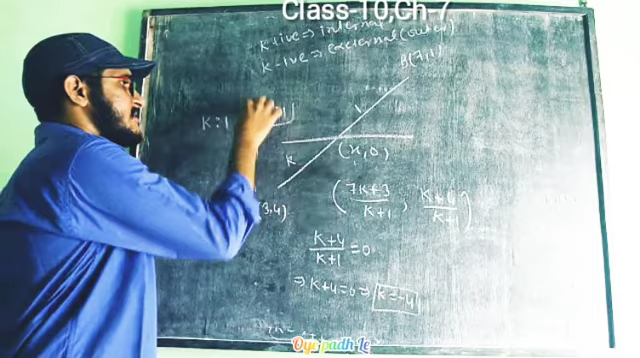 Class-10,Ch-7
K+ive => internal
K-ive => external (outer)
B(7,1)
K:1
K
(x,0)
(3,4)
(7K+3/K+1, K+4/K+1)
K+4/K+1 = 0
=> K+4=0 => K=-4
Oye padh Le